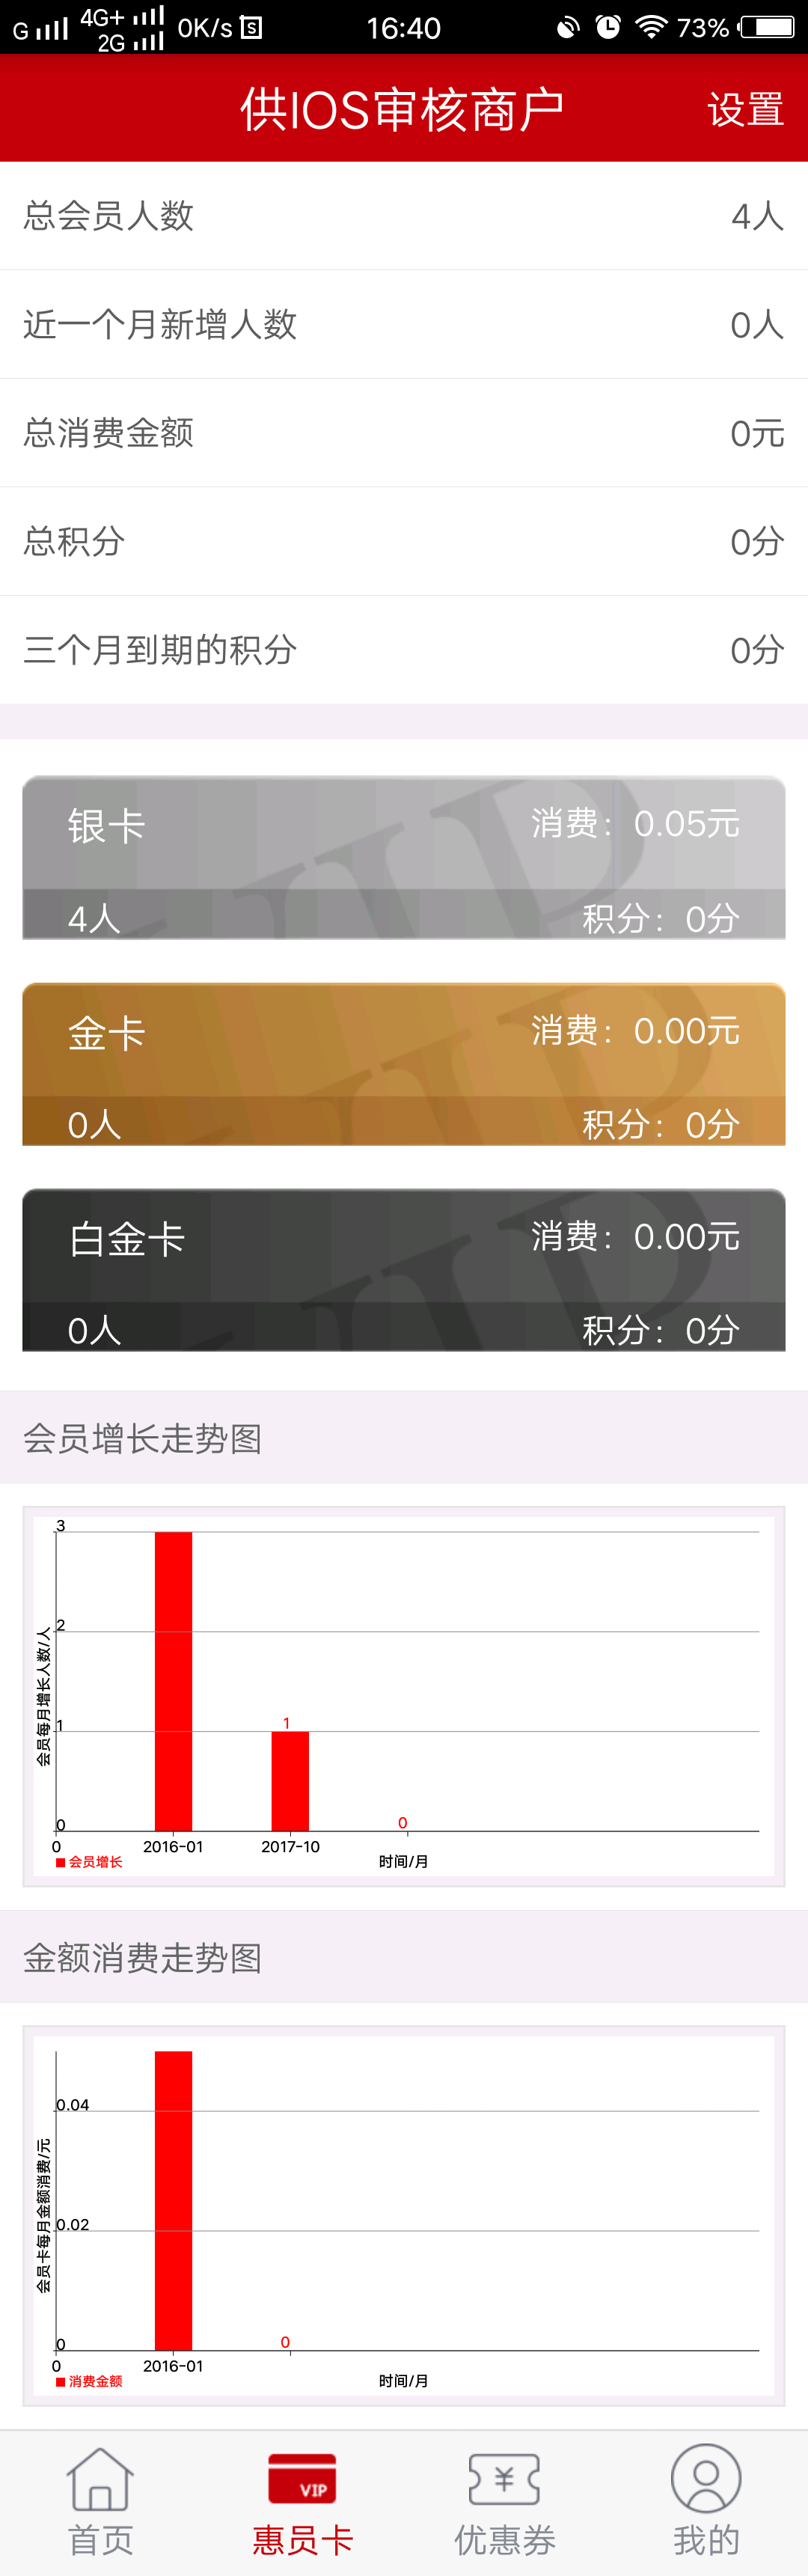 G 4G+ 2G 0K/s 16:40 73%
供IOS审核商户 设置
总会员人数 4人
近一个月新增人数 0人
总消费金额 0元
总积分 0分
三个月到期的积分 0分
VIP
银卡 消费：0.05元
4人 积分：0分
VIP
金卡 消费：0.00元
0人 积分：0分
VIP
白金卡 消费：0.00元
0人 积分：0分
会员增长走势图
3
2
会员每月增长人数/人
1
1
0
0
0 2016-01 2017-10
会员增长 时间/月
金额消费走势图
0.04
会员卡每月金额消费/元
0.02
0
0
0 2016-01
消费金额 时间/月
VIP ¥
首页 惠员卡 优惠券 我的